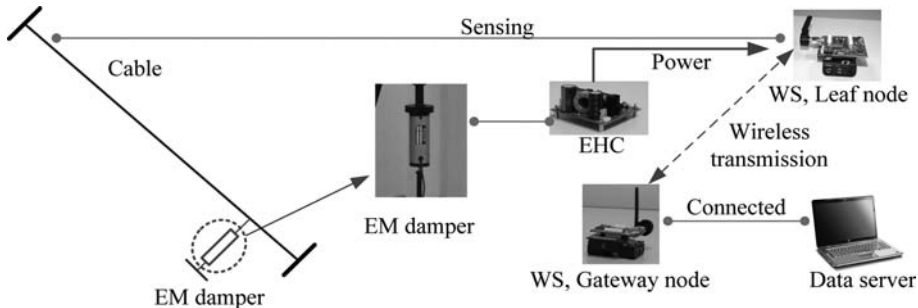 Sensing
Cable
Power
WS, Leaf node
EHC
Wireless
transmission
EM damper
Connected
WS, Gateway node
Data server
EM damper